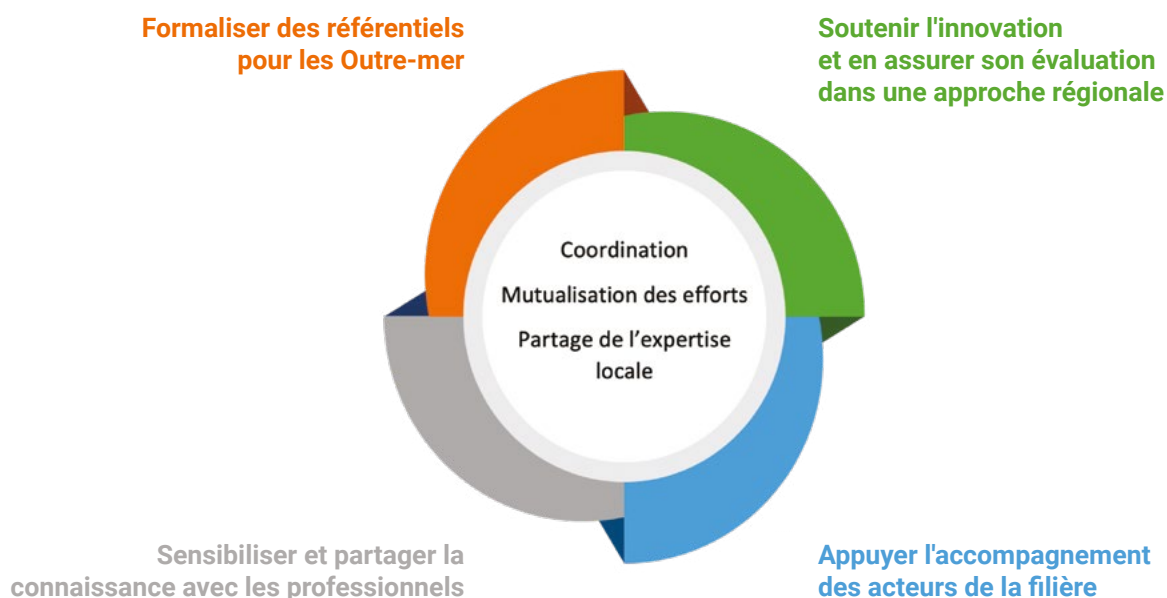 Formaliser des référentiels
pour les Outre-mer
Soutenir l'innovation
et en assurer son évaluation
dans une approche régionale
Coordination
Mutualisation des efforts
Partage de l’expertise
locale
Sensibiliser et partager la
connaissance avec les professionnels
Appuyer l'accompagnement
des acteurs de la filière